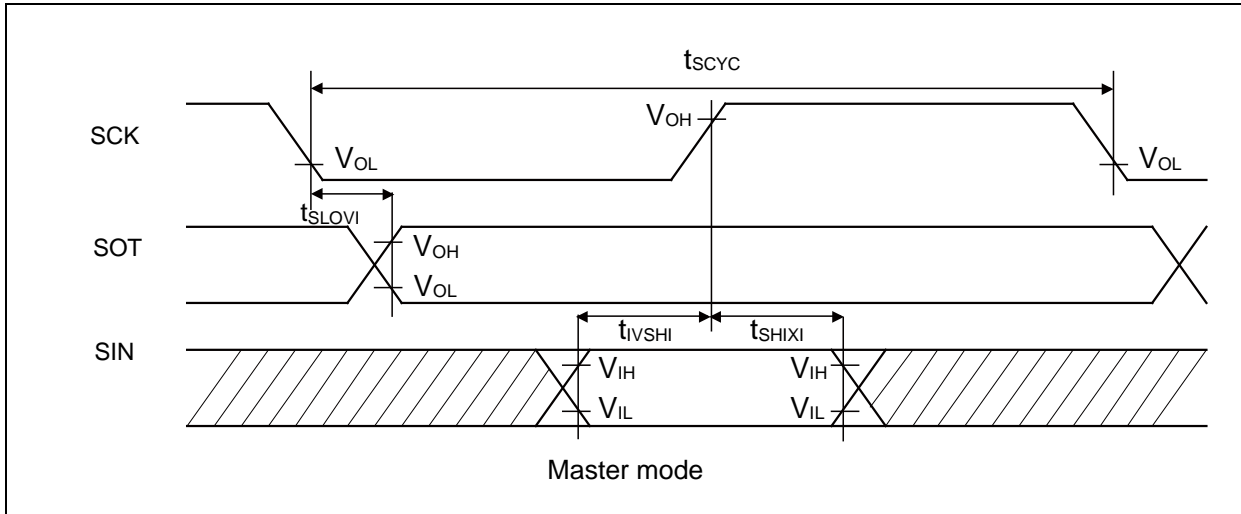 tSCYC
SCK
VOH
VOL
VOL
tSLOVI
SOT
VOH
VOL
tIVSHI
tSHIXI
SIN
VIH
VIH
VIL
VIL
Master mode